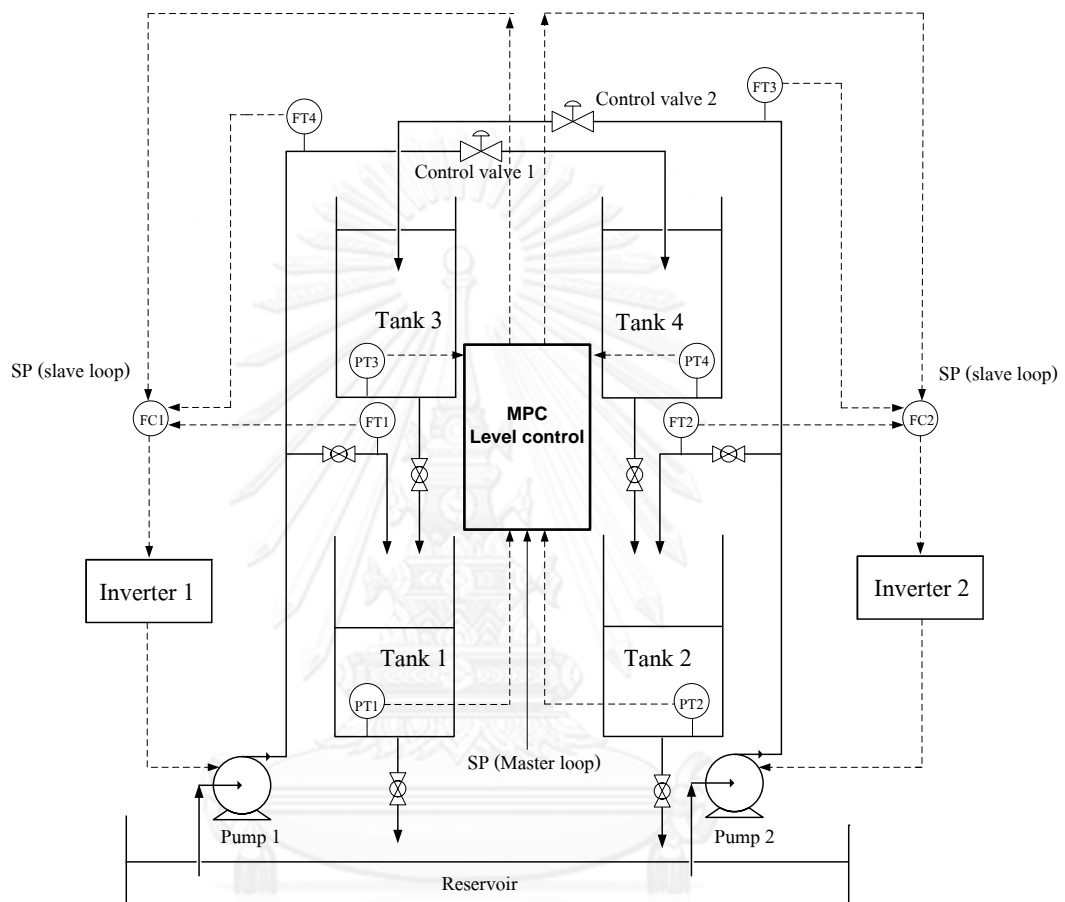 FT3
Control valve 2
FT4
Control valve 1
Tank 3
Tank 4
PT3
PT4
SP (slave loop)
SP (slave loop)
MPC
Level control
FC1
FT1
FT2
FC2
Inverter 1
Inverter 2
Tank 1
Tank 2
PT1
PT2
SP (Master loop)
Pump 1
Pump 2
Reservoir